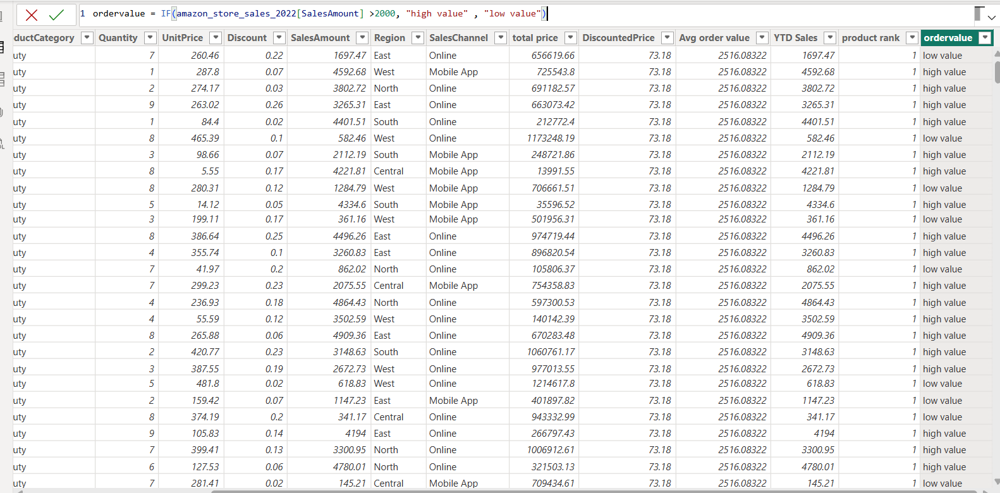 1 ordervalue = IF(amazon_store_sales_2022[SalesAmount] >2000, "high value" , "low value")
ductCategory Quantity UnitPrice Discount SalesAmount Region SalesChannel total price DiscountedPrice Avg order value YTD Sales product rank ordervalue
uty 7 260.46 0.22 1697.47 East Online 656619.66 73.18 2516.08322 1697.47 1 low value
uty 1 287.8 0.07 4592.68 West Mobile App 725543.8 73.18 2516.08322 4592.68 1 high value
uty 2 274.17 0.03 3802.72 North Online 691182.57 73.18 2516.08322 3802.72 1 high value
uty 9 263.02 0.26 3265.31 East Online 663073.42 73.18 2516.08322 3265.31 1 high value
uty 1 84.4 0.02 4401.51 South Online 212772.4 73.18 2516.08322 4401.51 1 high value
uty 8 465.39 0.1 582.46 West Online 1173248.19 73.18 2516.08322 582.46 1 low value
uty 3 98.66 0.07 2112.19 South Mobile App 248721.86 73.18 2516.08322 2112.19 1 high value
uty 8 5.55 0.17 4221.81 Central Mobile App 13991.55 73.18 2516.08322 4221.81 1 high value
uty 8 280.31 0.12 1284.79 West Mobile App 706661.51 73.18 2516.08322 1284.79 1 low value
uty 5 14.12 0.05 4334.6 South Mobile App 35596.52 73.18 2516.08322 4334.6 1 high value
uty 3 199.11 0.17 361.16 West Mobile App 501956.31 73.18 2516.08322 361.16 1 low value
uty 8 386.64 0.25 4496.26 East Online 974719.44 73.18 2516.08322 4496.26 1 high value
uty 4 355.74 0.1 3260.83 East Online 896820.54 73.18 2516.08322 3260.83 1 high value
uty 7 41.97 0.2 862.02 North Online 105806.37 73.18 2516.08322 862.02 1 low value
uty 7 299.23 0.23 2075.55 Central Mobile App 754358.83 73.18 2516.08322 2075.55 1 high value
uty 4 236.93 0.18 4864.43 North Online 597300.53 73.18 2516.08322 4864.43 1 high value
uty 4 55.59 0.12 3502.59 West Online 140142.39 73.18 2516.08322 3502.59 1 high value
uty 8 265.88 0.06 4909.36 East Online 670283.48 73.18 2516.08322 4909.36 1 high value
uty 2 420.77 0.23 3148.63 South Online 1060761.17 73.18 2516.08322 3148.63 1 high value
uty 3 387.55 0.19 2672.73 West Online 977013.55 73.18 2516.08322 2672.73 1 high value
uty 5 481.8 0.02 618.83 West Online 1214617.8 73.18 2516.08322 618.83 1 low value
uty 2 159.42 0.07 1147.23 East Mobile App 401897.82 73.18 2516.08322 1147.23 1 low value
uty 8 374.19 0.2 341.17 Central Online 943332.99 73.18 2516.08322 341.17 1 low value
uty 9 105.83 0.14 4194 East Online 266797.43 73.18 2516.08322 4194 1 high value
uty 7 399.41 0.13 3300.95 North Online 1006912.61 73.18 2516.08322 3300.95 1 high value
uty 6 127.53 0.06 4780.01 North Online 321503.13 73.18 2516.08322 4780.01 1 high value
uty 7 281.41 0.02 145.21 Central Mobile App 709434.61 73.18 2516.08322 145.21 1 low value